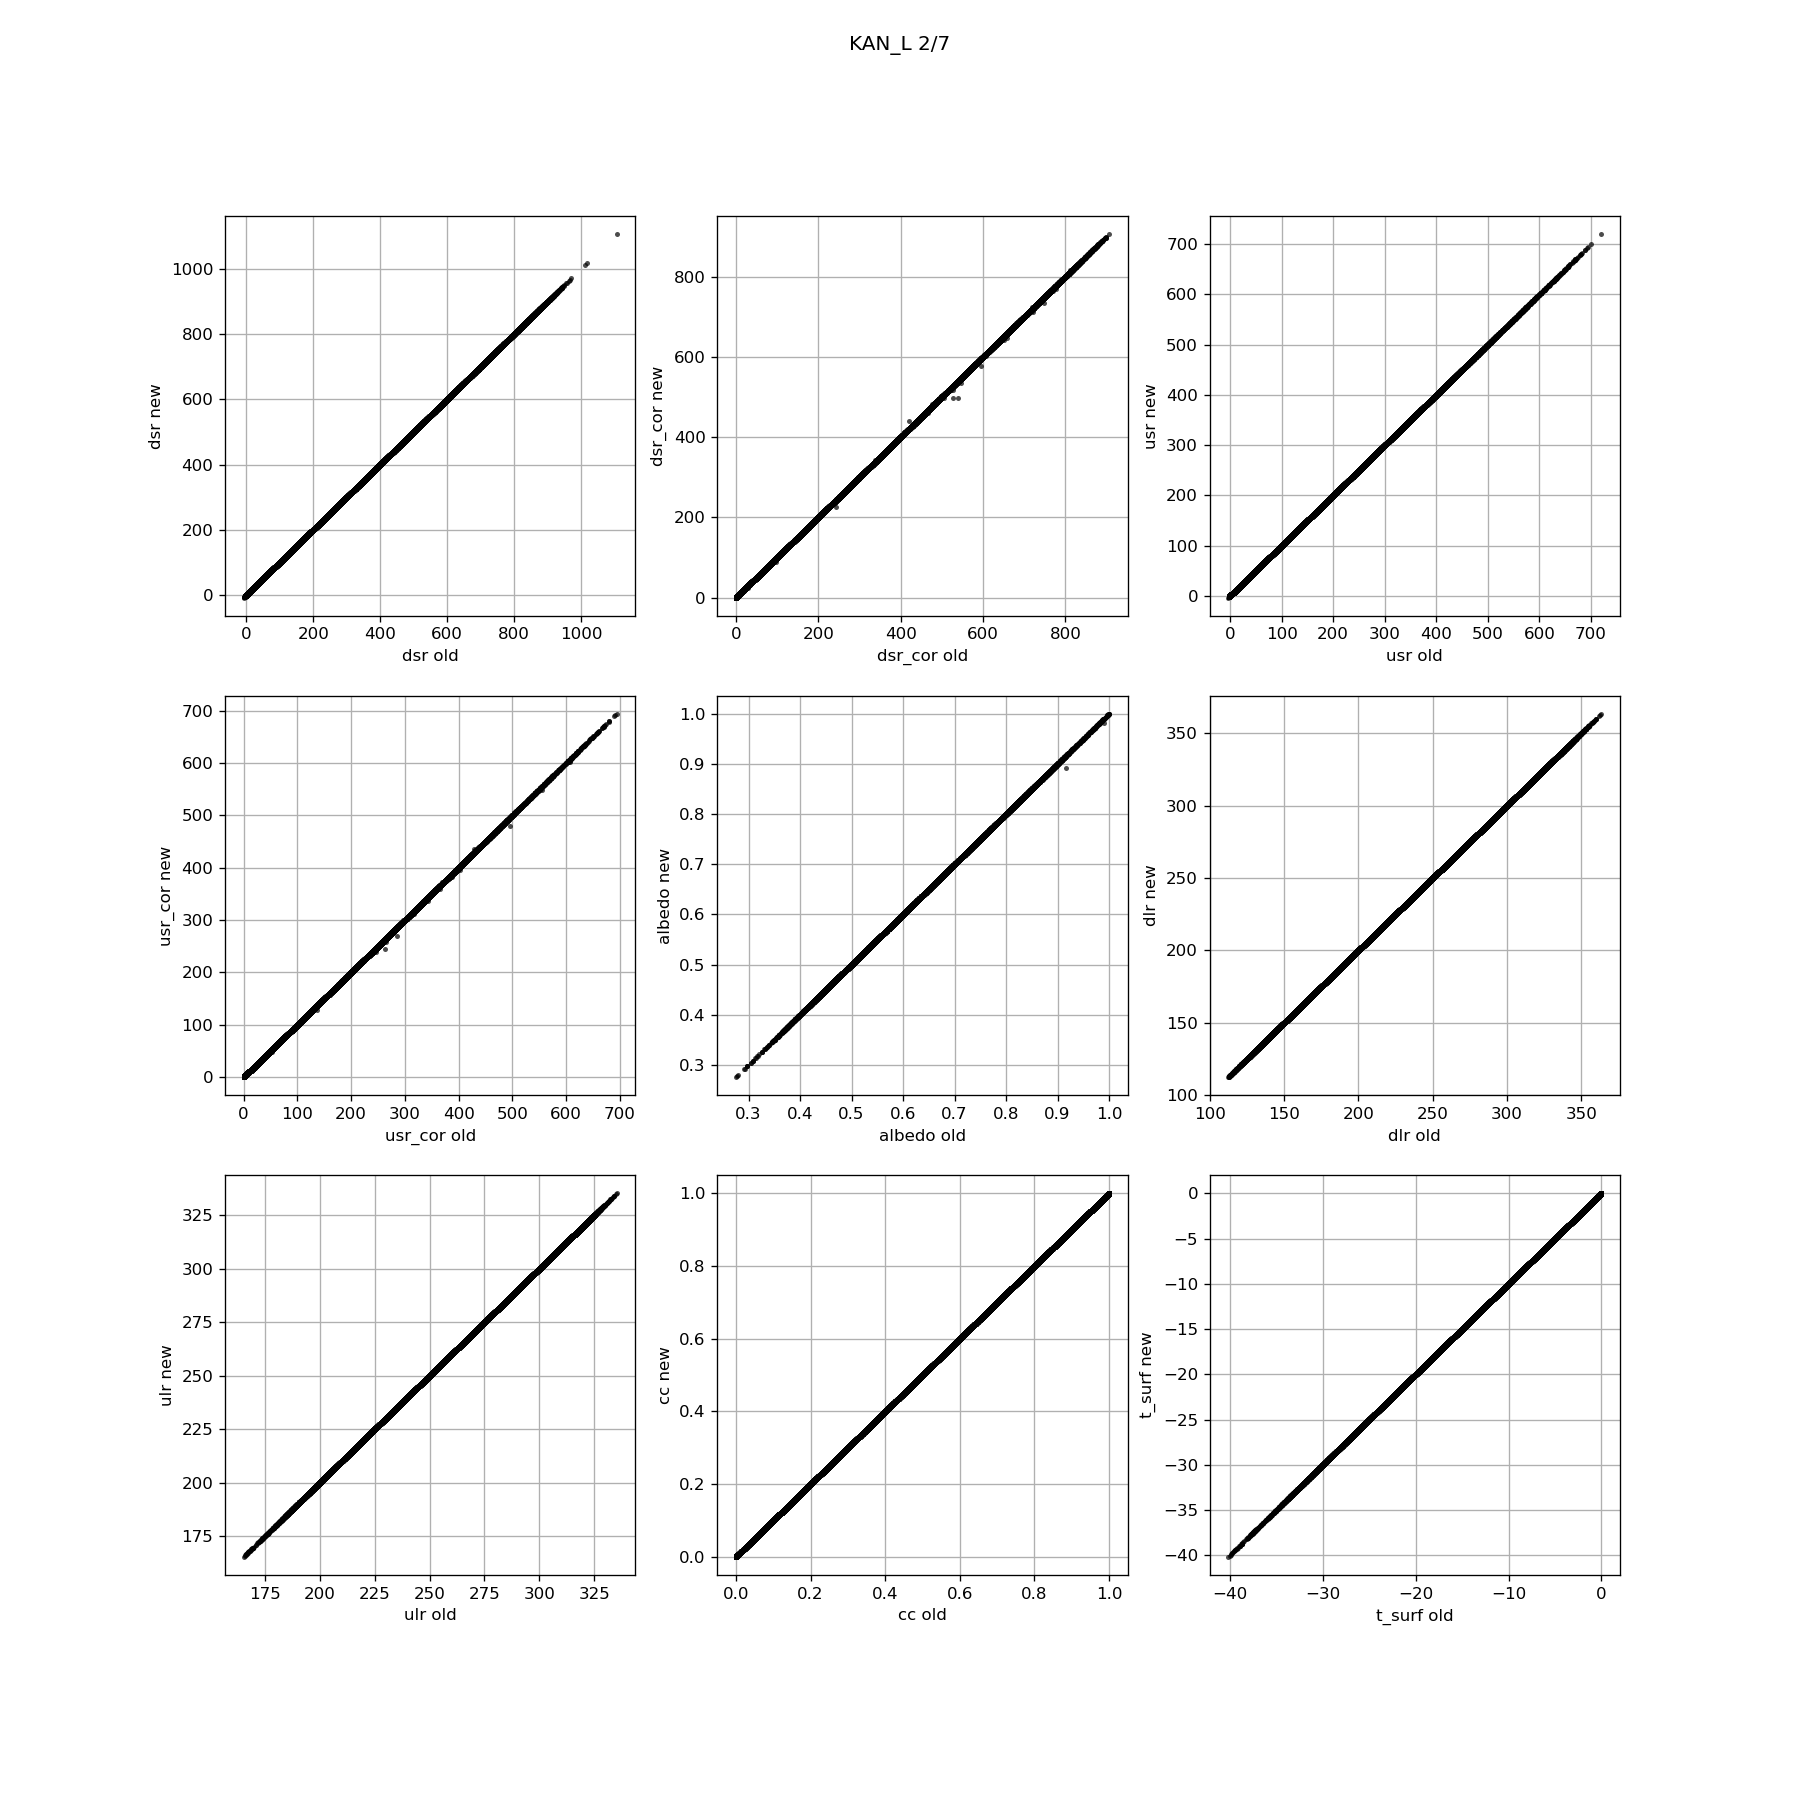 KAN_L 2/7
1000
800
600
400
200
0
dsr new
0 200 400 600 800 1000
dsr old
800
600
400
200
0
dsr_cor new
0 200 400 600 800
dsr_cor old
700
600
500
400
300
200
100
0
usr new
0 100 200 300 400 500 600 700
usr old
700
600
500
400
300
200
100
0
usr_cor new
0 100 200 300 400 500 600 700
usr_cor old
1.0
0.9
0.8
0.7
0.6
0.5
0.4
0.3
albedo new
0.3 0.4 0.5 0.6 0.7 0.8 0.9 1.0
albedo old
350
300
250
200
150
100
dlr new
100 150 200 250 300 350
dlr old
325
300
275
250
225
200
175
ulr new
175 200 225 250 275 300 325
ulr old
1.0
0.8
0.6
0.4
0.2
0.0
cc new
0.0 0.2 0.4 0.6 0.8 1.0
cc old
0
−5
−10
−15
−20
−25
−30
−35
−40
t_surf new
−40 −30 −20 −10 0
t_surf old